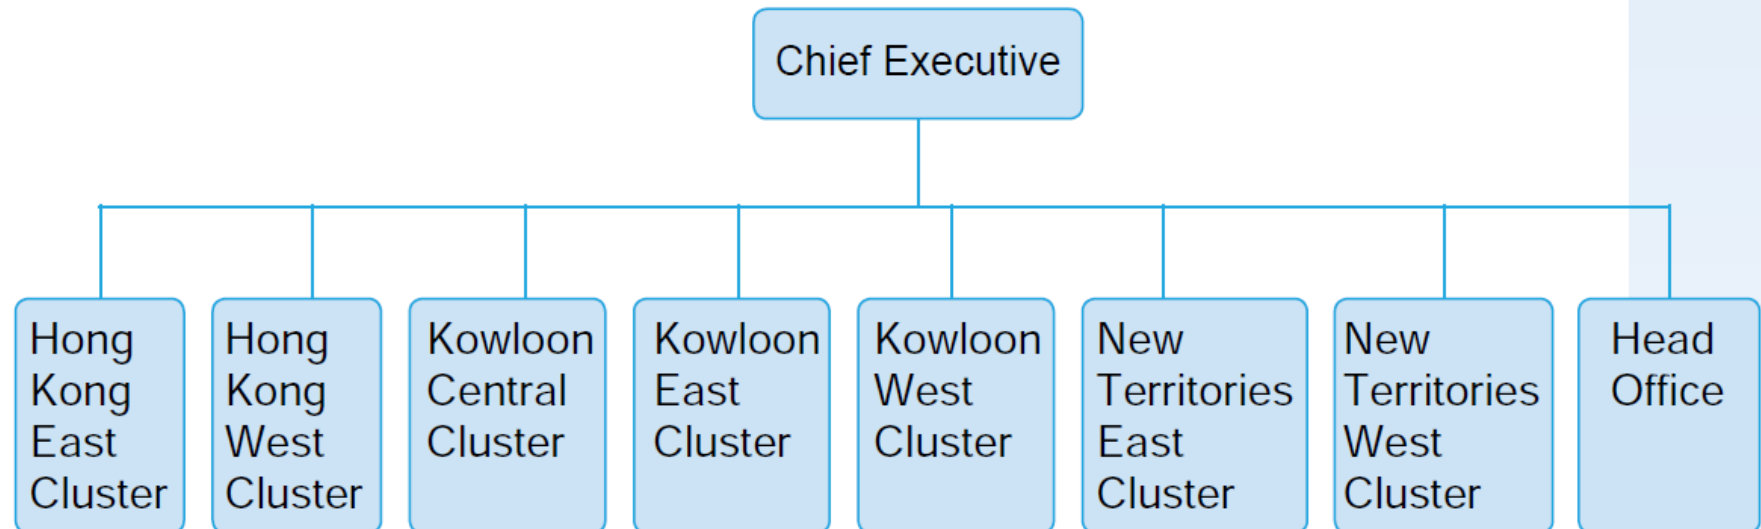 Chief Executive
Hong
Kong
East
Cluster
Hong
Kong
West
Cluster
Kowloon
Central
Cluster
Kowloon
East
Cluster
Kowloon
West
Cluster
New
Territories
East
Cluster
New
Territories
West
Cluster
Head
Office